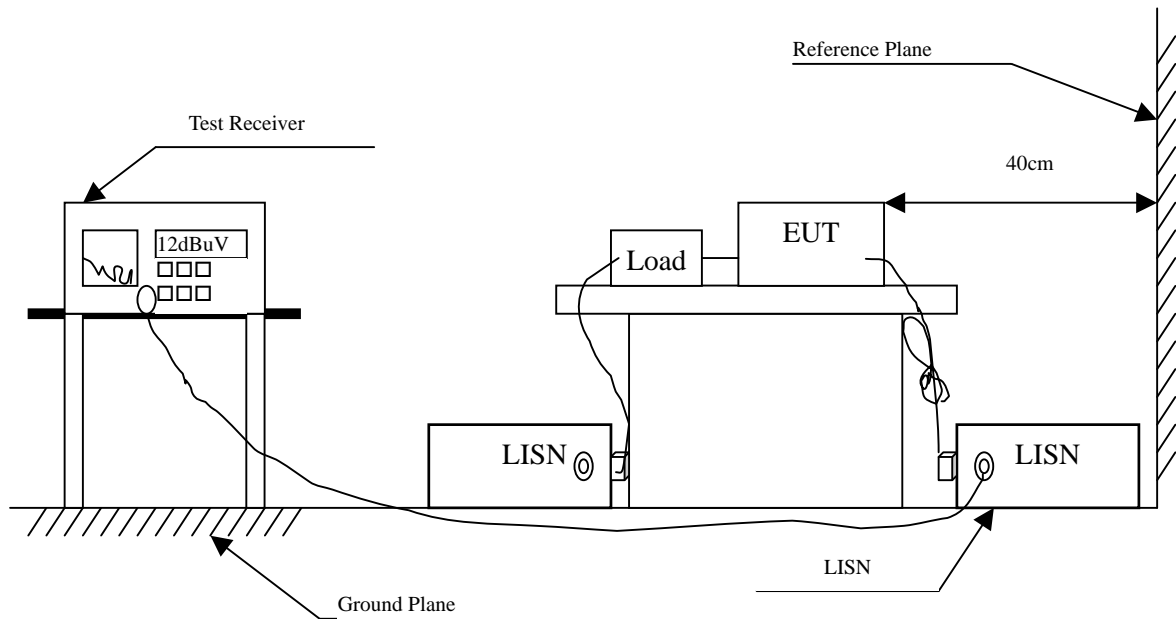 Reference Plane
Test Receiver
40cm
12dBuV
EUT
Load
LISN
LISN
LISN
Ground Plane